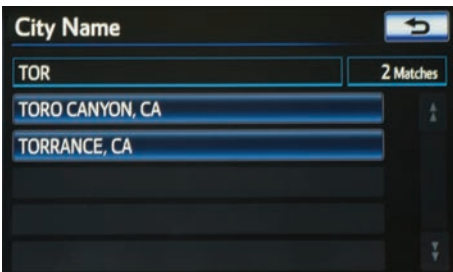 City Name
TOR
2 Matches
TORO CANYON, CA
TORRANCE, CA